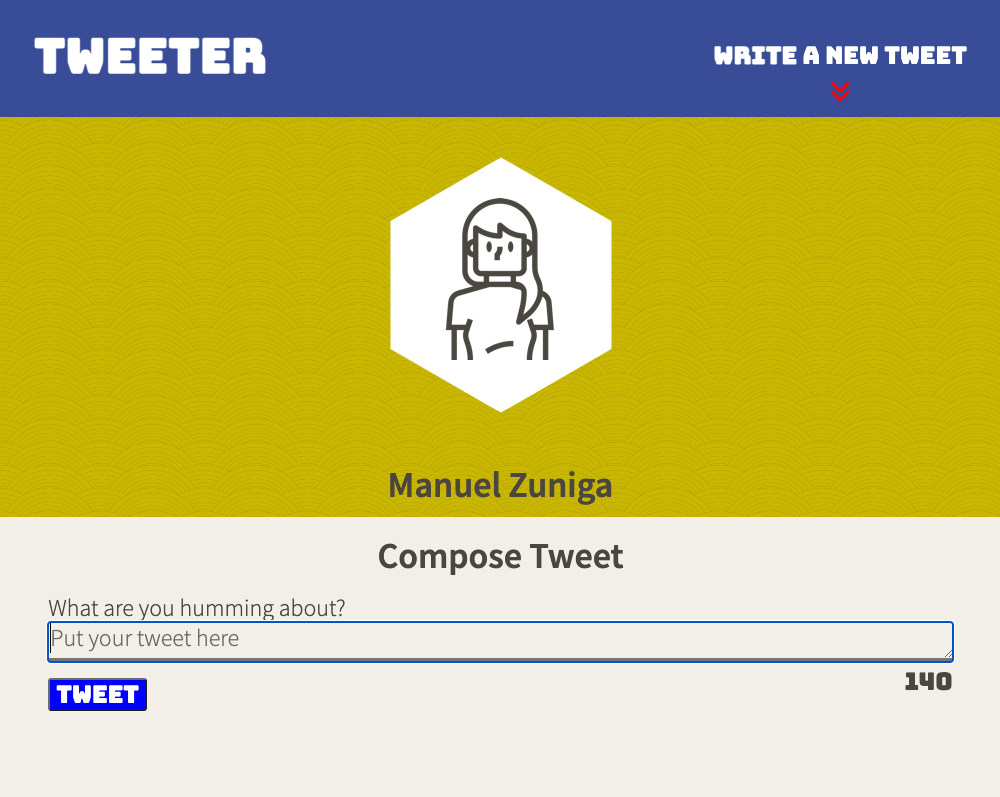 TWEETER
WRITE A NEW TWEET
Manuel Zuniga
Compose Tweet
What are you humming about?
Put your tweet here
TWEET
140